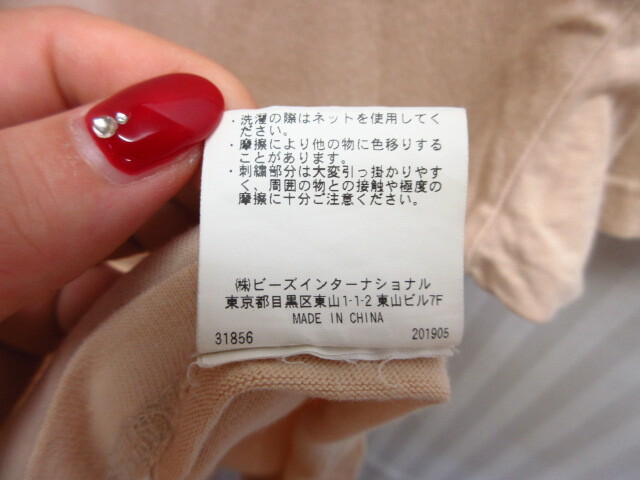 ・洗濯の際はネットを使用してく
ださい。
・摩擦により他の物に色移りする
ことがあります。
・刺繍部分は大変引っ掛かりやす
く、周囲の物との接触や極度の
摩擦に十分ご注意ください。
㈱ビーズインターナショナル
東京都目黒区東山1-1-2 東山ビル7F
MADE IN CHINA
31856 201905